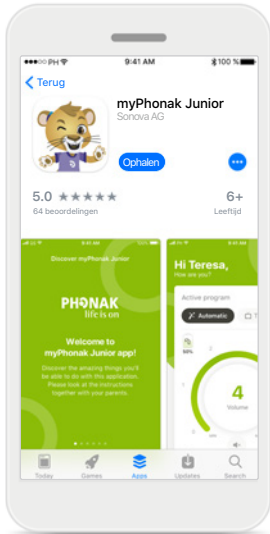 PH 9:41 AM 100 %
Terug
myPhonak Junior
Sonova AG
Ophalen
5.0 ★★★★★ 6+
64 beoordelingen Leeftijd
Discover myPhonak Junior
PHONAK
life is on
Welcome to
myPhonak Junior app!
Discover the amazing things you'll
be able to do with this application.
Please look at the instructions
together with your parents.
Hi Teresa,
How are you?
Active program
Automatic
50%
4
Volume
Today Games Apps Updates Search